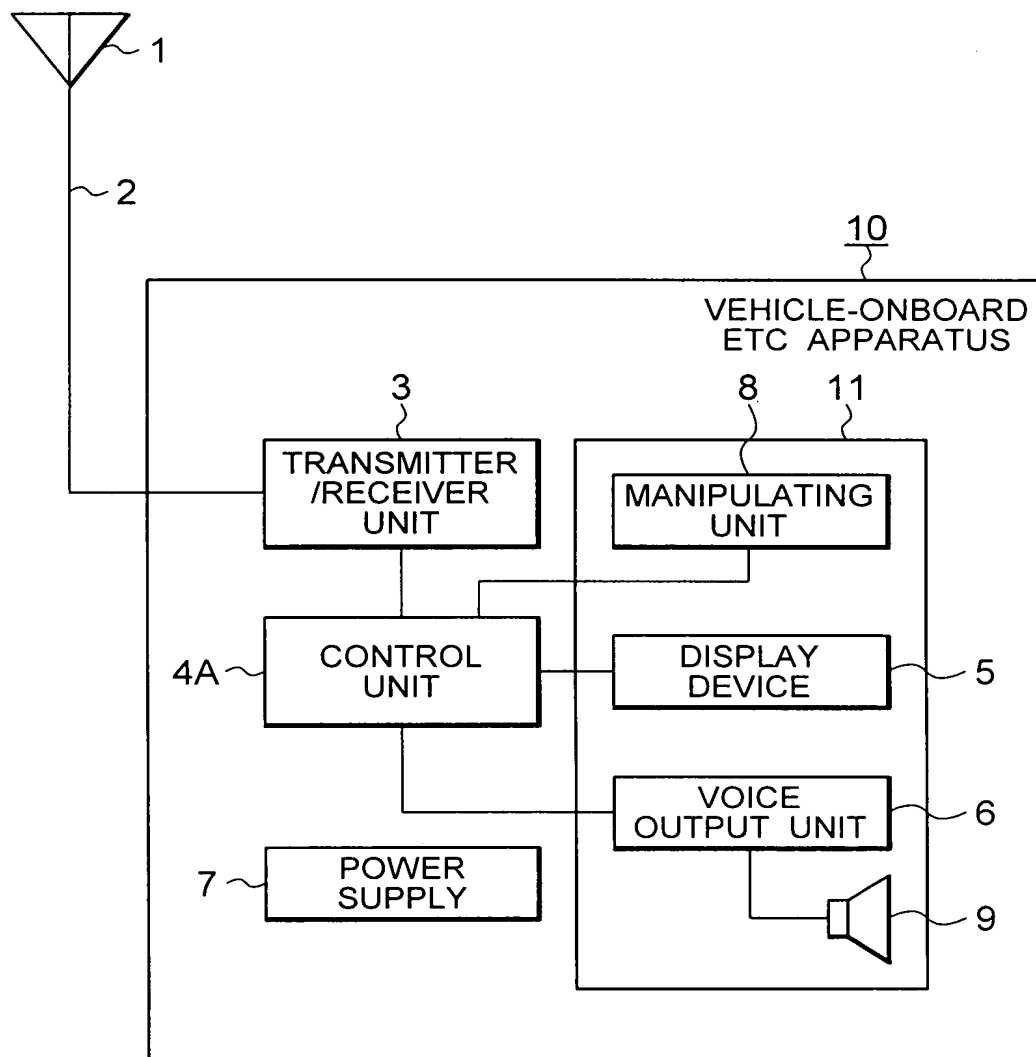 1
2
10
VEHICLE-ONBOARD
ETC APPARATUS
3
8
11
TRANSMITTER
/RECEIVER
UNIT
MANIPULATING
UNIT
4A
CONTROL
UNIT
DISPLAY
DEVICE
5
VOICE
OUTPUT UNIT
6
7
POWER
SUPPLY
9